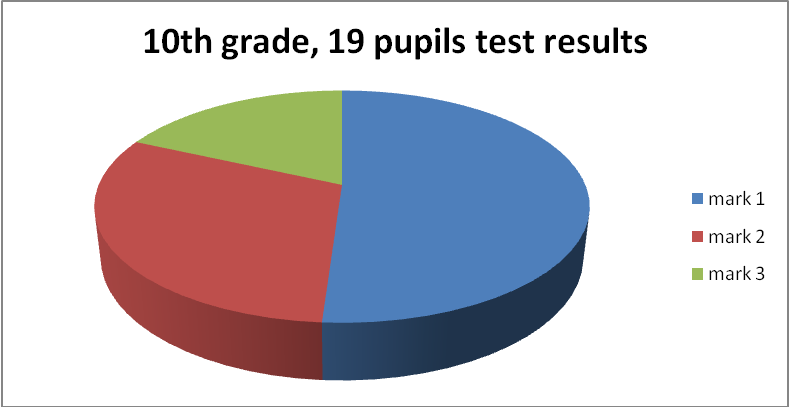 10th grade, 19 pupils test results
mark 1
mark 2
mark 3